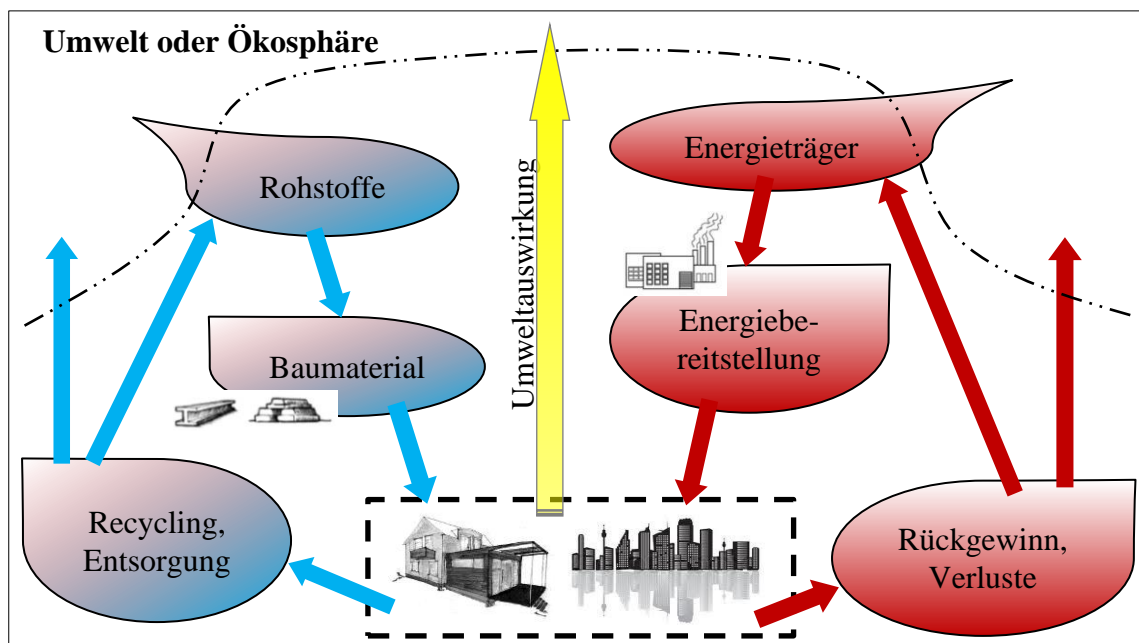 Umwelt oder Ökosphäre
Rohstoffe
Energieträger
Umweltauswirkung
Baumaterial
Energiebe-
reitstellung
Recycling,
Entsorgung
Rückgewinn,
Verluste